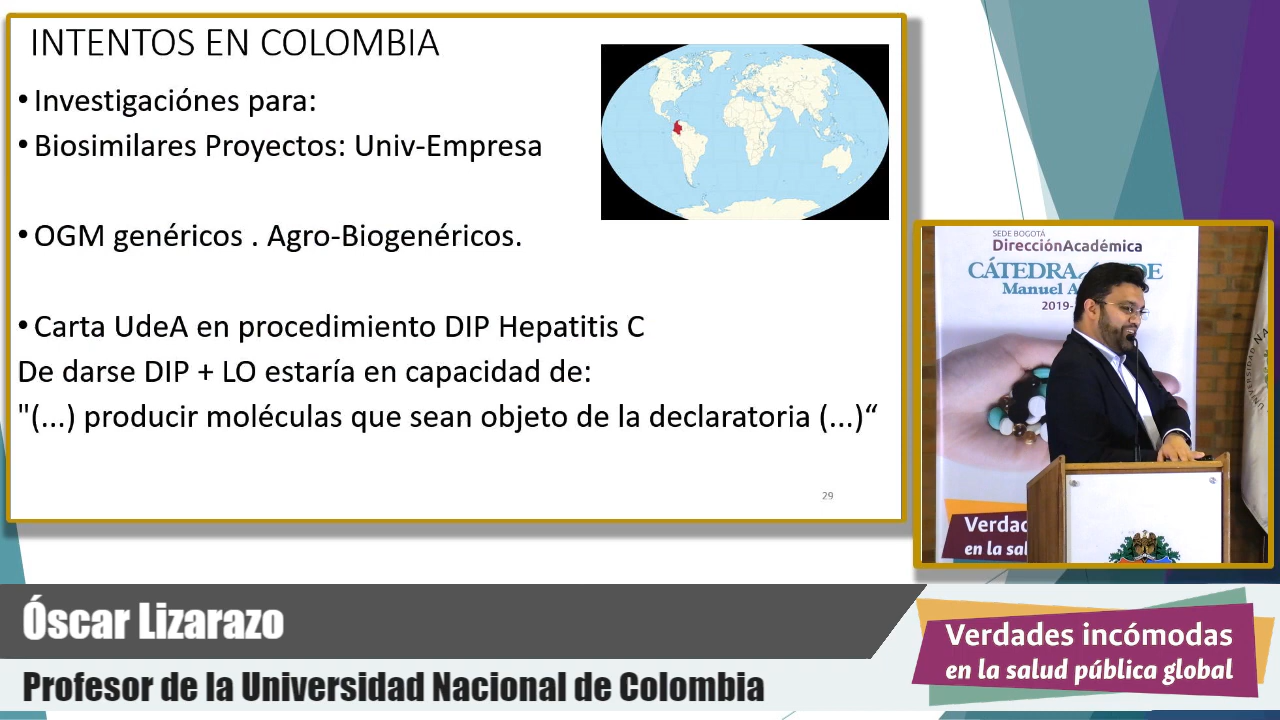 INTENTOS EN COLOMBIA
• Investigaciónes para:
• Biosimilares Proyectos: Univ-Empresa
• OGM genéricos . Agro-Biogenéricos.
• Carta UdeA en procedimiento DIP Hepatitis C
De darse DIP + LO estaría en capacidad de:
"(...) producir moléculas que sean objeto de la declaratoria (...)“
29
SEDE BOGOTÁ
DirecciónAcadémica
CÁTEDRA
Manuel A
2019-
Verdad
en la sal
Óscar Lizarazo
Profesor de la Universidad Nacional de Colombia
Verdades incómodas
en la salud pública global